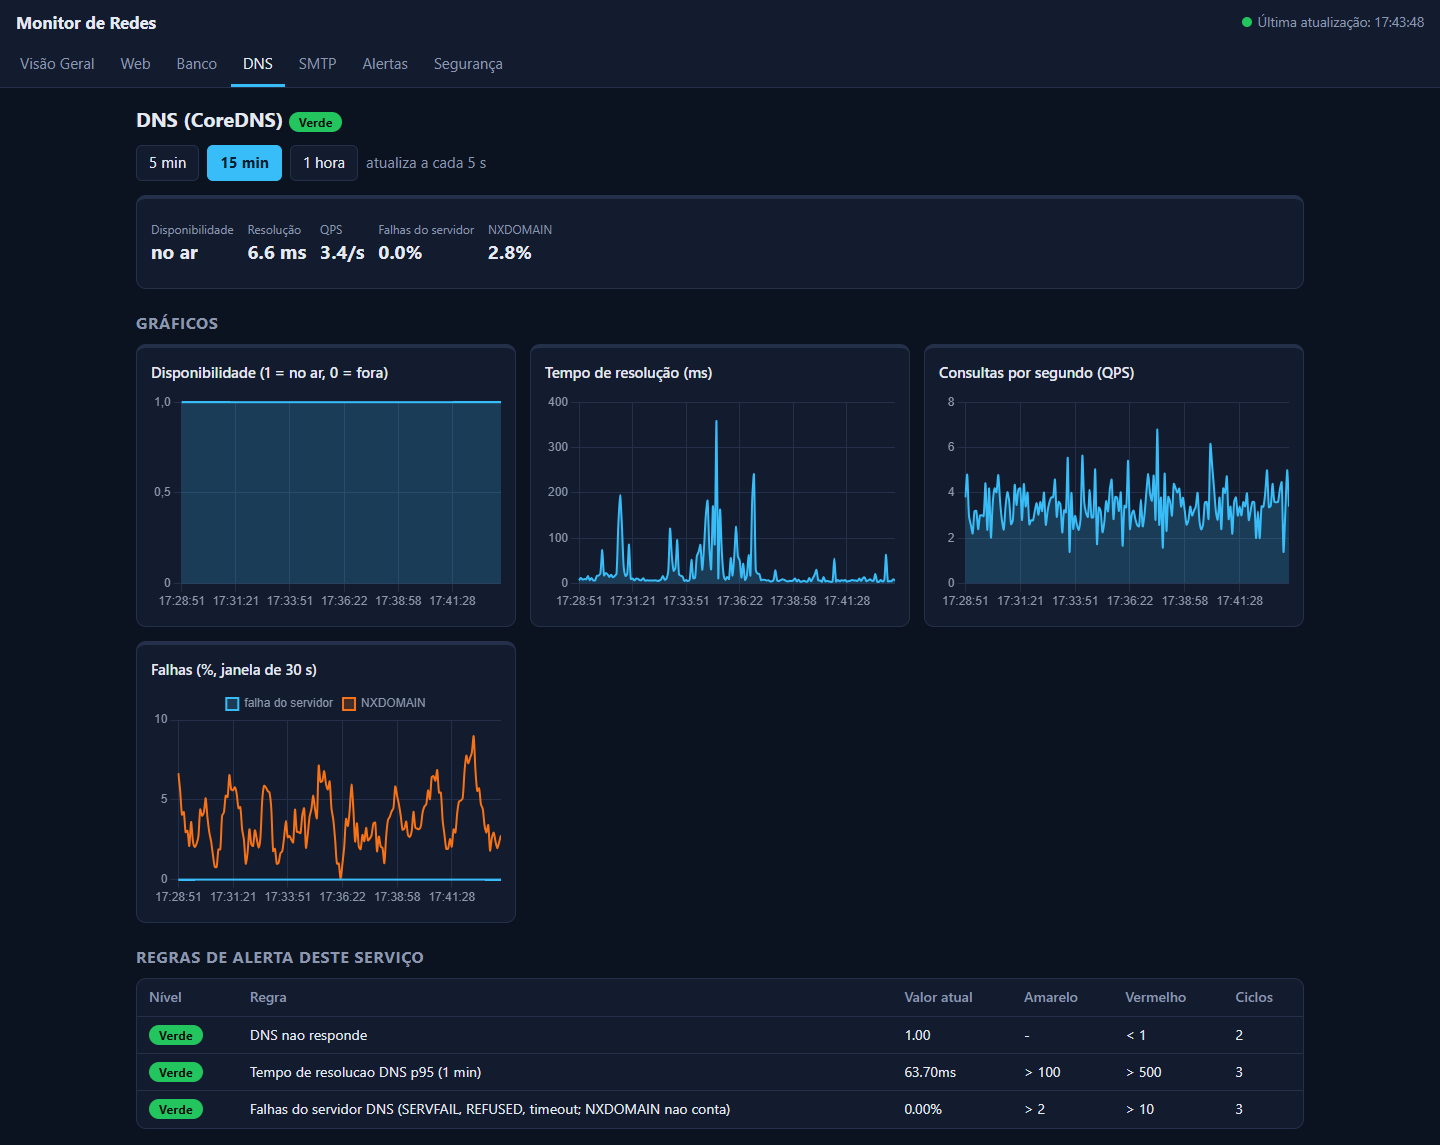 Monitor de Redes
Última atualização: 17:43:48
Visão Geral Web Banco DNS SMTP Alertas Segurança
DNS (CoreDNS) Verde
5 min 15 min 1 hora atualiza a cada 5 s
Disponibilidade Resolução QPS Falhas do servidor NXDOMAIN
no ar 6.6 ms 3.4/s 0.0% 2.8%
GRÁFICOS
Disponibilidade (1 = no ar, 0 = fora)
1,0
0,5
0
17:28:51 17:31:21 17:33:51 17:36:22 17:38:58 17:41:28
Tempo de resolução (ms)
400
300
200
100
0
17:28:51 17:31:21 17:33:51 17:36:22 17:38:58 17:41:28
Consultas por segundo (QPS)
8
6
4
2
0
17:28:51 17:31:21 17:33:51 17:36:22 17:38:58 17:41:28
Falhas (%, janela de 30 s)
falha do servidor NXDOMAIN
10
5
0
17:28:51 17:31:21 17:33:51 17:36:22 17:38:58 17:41:28
REGRAS DE ALERTA DESTE SERVIÇO
Nível Regra Valor atual Amarelo Vermelho Ciclos
Verde DNS nao responde 1.00 - < 1 2
Verde Tempo de resolucao DNS p95 (1 min) 63.70ms > 100 > 500 3
Verde Falhas do servidor DNS (SERVFAIL, REFUSED, timeout; NXDOMAIN nao conta) 0.00% > 2 > 10 3